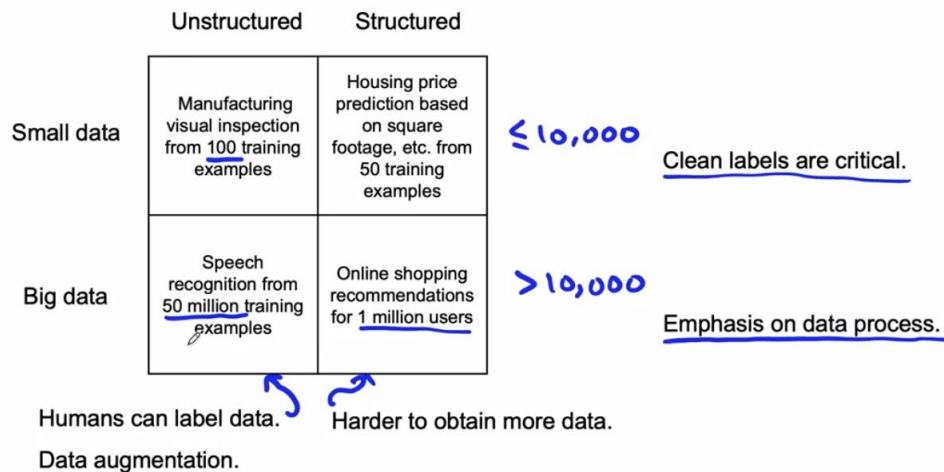 Unstructured Structured
Small data
Manufacturing
visual inspection
from 100 training
examples
Housing price
prediction based
on square
footage, etc. from
50 training
examples
≤10,000
Clean labels are critical.
Big data
Speech
recognition from
50 million training
examples
Online shopping
recommendations
for 1 million users
>10,000
Emphasis on data process.
Humans can label data.
Data augmentation.
Harder to obtain more data.